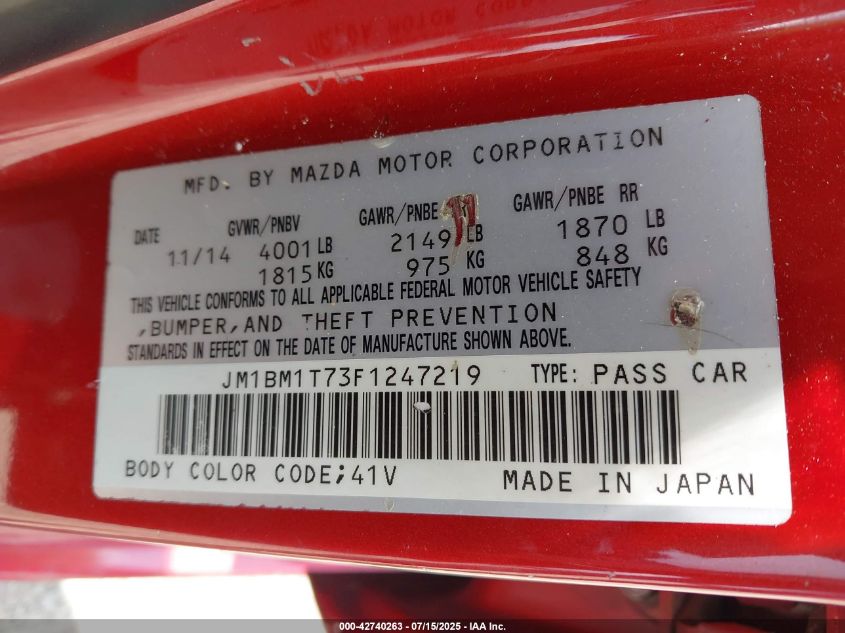 MFD. BY MAZDA MOTOR CORPORATION
DATE GVWR/PNBV GAWR/PNBE GAWR/PNBE RR
11/14 4001 LB 2149 LB 1870 LB
1815 KG 975 KG 848 KG
THIS VEHICLE CONFORMS TO ALL APPLICABLE FEDERAL MOTOR VEHICLE SAFETY
,BUMPER,AND THEFT PREVENTION
STANDARDS IN EFFECT ON THE DATE OF MANUFACTURE SHOWN ABOVE.
JM1BM1T73F1247219 TYPE: PASS CAR
BODY COLOR CODE;41V MADE IN JAPAN
000-42740263 - 07/15/2025 - IAA Inc.